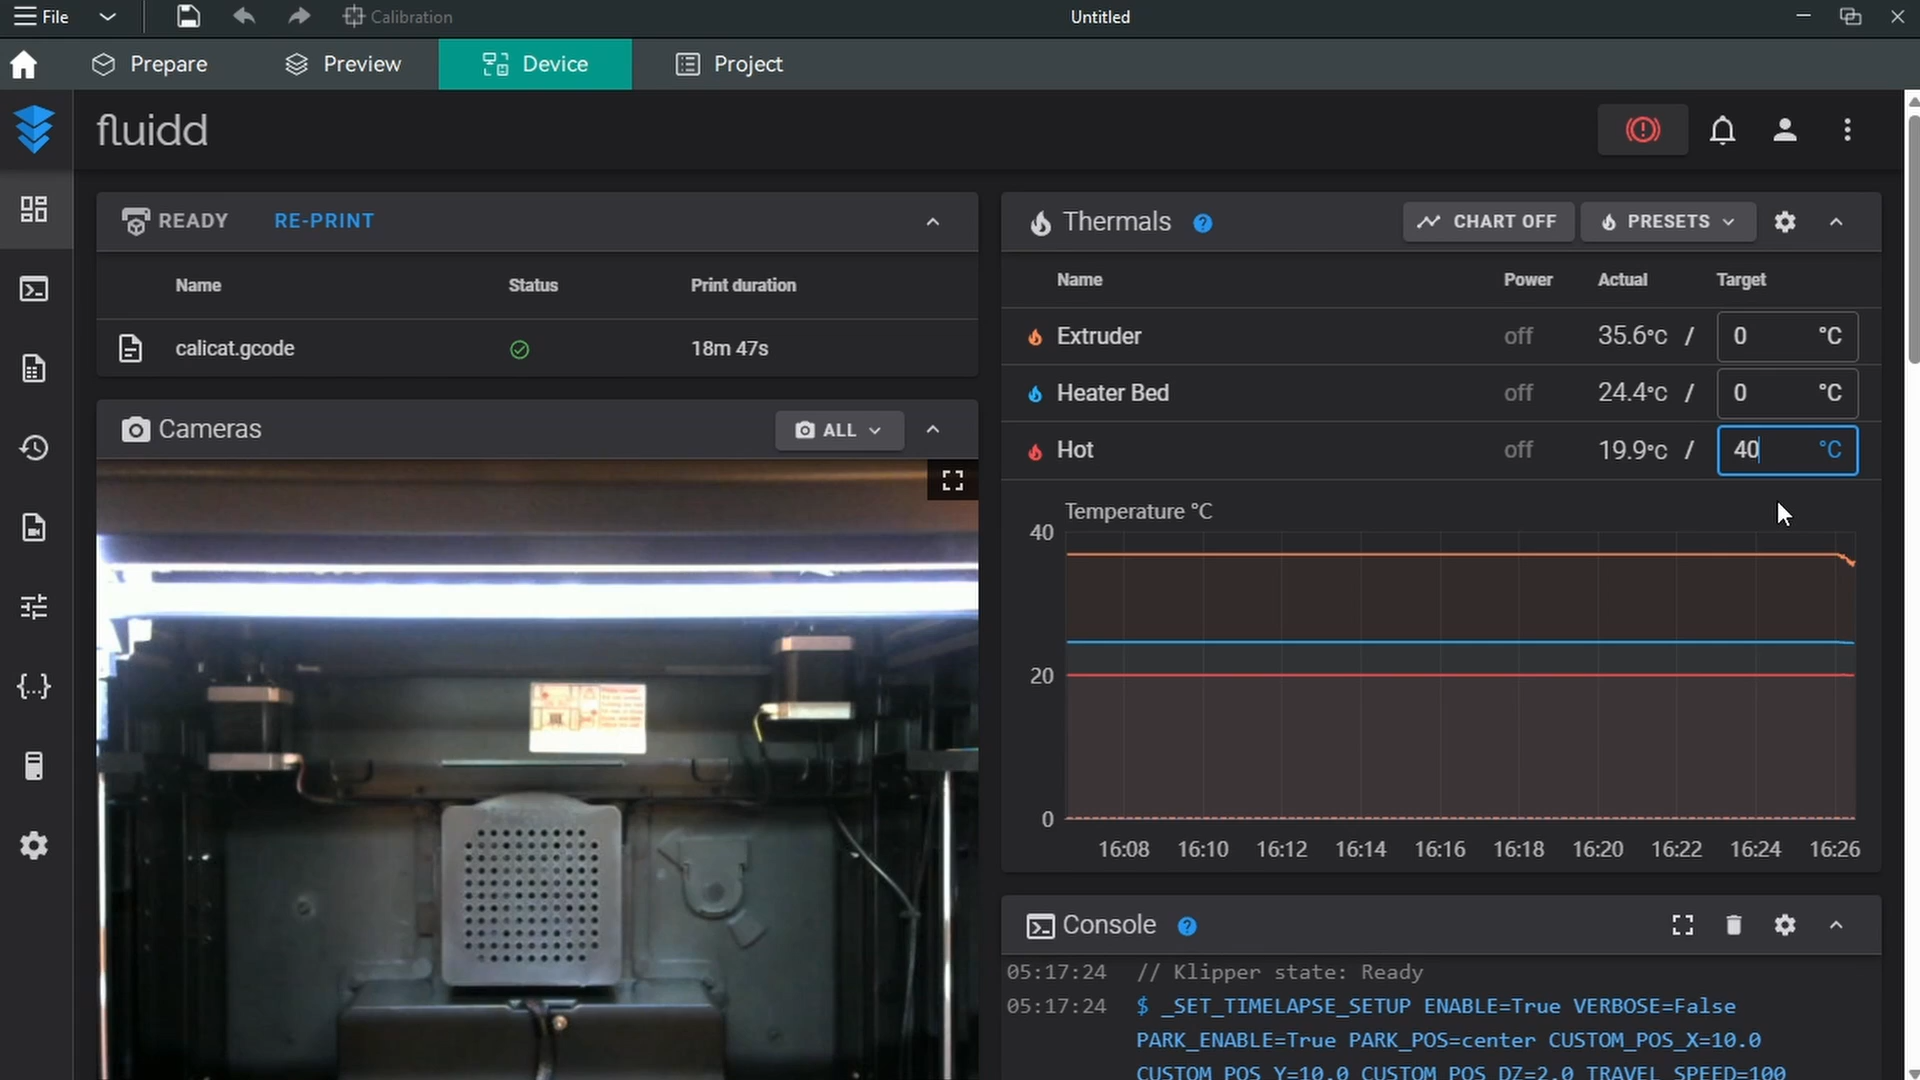 File
Calibration
Untitled
Prepare
Preview
Device
Project
fluidd
READY
RE-PRINT
Name
Status
Print duration
calicat.gcode
18m 47s
Cameras
ALL
Thermals
CHART OFF
PRESETS
Name
Power
Actual
Target
Extruder
off
35.6°C /
0 °C
Heater Bed
off
24.4°C /
0 °C
Hot
off
19.9°C /
40 °C
Temperature °C
40
20
0
16:08 16:10 16:12 16:14 16:16 16:18 16:20 16:22 16:24 16:26
Console
05:17:24 // Klipper state: Ready
05:17:24 $ _SET_TIMELAPSE_SETUP ENABLE=True VERBOSE=False
PARK_ENABLE=True PARK_POS=center CUSTOM_POS_X=10.0
CUSTOM_POS_Y=10.0 CUSTOM_POS_DZ=2.0 TRAVEL_SPEED=100